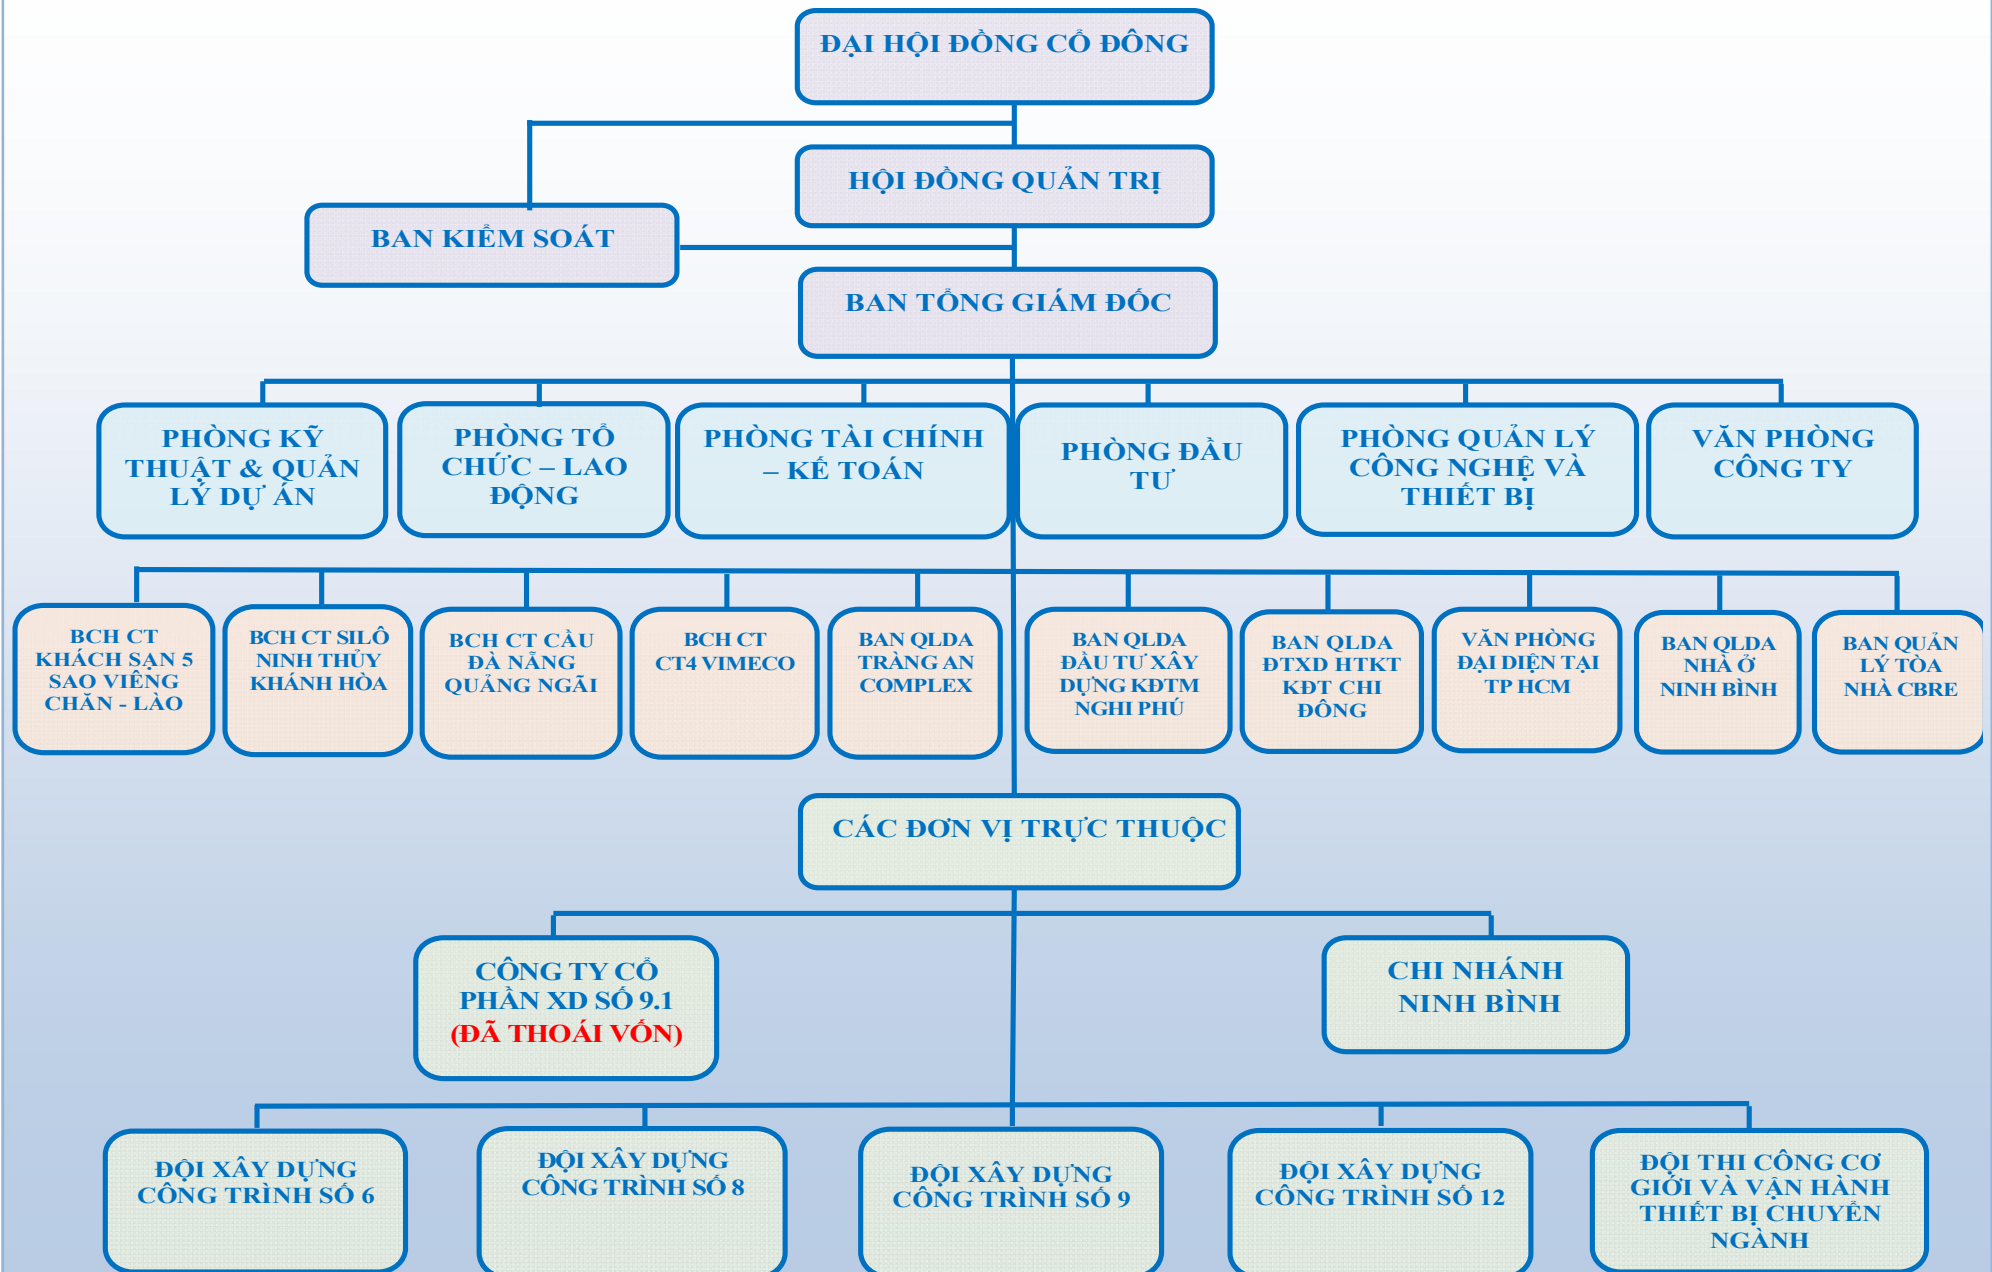 ĐẠI HỘI ĐỒNG CỔ ĐÔNG
HỘI ĐỒNG QUẢN TRỊ
BAN KIỂM SOÁT
BAN TỔNG GIÁM ĐỐC
PHÒNG KỸ
THUẬT & QUẢN
LÝ DỰ ÁN
PHÒNG TỔ
CHỨC – LAO
ĐỘNG
PHÒNG TÀI CHÍNH
– KẾ TOÁN
PHÒNG ĐẦU
TƯ
PHÒNG QUẢN LÝ
CÔNG NGHỆ VÀ
THIẾT BỊ
VĂN PHÒNG
CÔNG TY
BCH CT
KHÁCH SẠN 5
SAO VIÊNG
CHĂN - LÀO
BCH CT SILÔ
NINH THỦY
KHÁNH HÒA
BCH CT CẦU
ĐÀ NẴNG
QUẢNG NGÃI
BCH CT
CT4 VIMECO
BAN QLDA
TRÀNG AN
COMPLEX
BAN QLDA
ĐẦU TƯ XÂY
DỰNG KĐTM
NGHI PHÚ
BAN QLDA
ĐTXD HTKT
KĐT CHI
ĐÔNG
VĂN PHÒNG
ĐẠI DIỆN TẠI
TP HCM
BAN QLDA
NHÀ Ở
NINH BÌNH
BAN QUẢN
LÝ TÒA
NHÀ CBRE
CÁC ĐƠN VỊ TRỰC THUỘC
CÔNG TY CỔ
PHẦN XD SỐ 9.1
(ĐÃ THOÁI VỐN)
CHI NHÁNH
NINH BÌNH
ĐỘI XÂY DỰNG
CÔNG TRÌNH SỐ 6
ĐỘI XÂY DỰNG
CÔNG TRÌNH SỐ 8
ĐỘI XÂY DỰNG
CÔNG TRÌNH SỐ 9
ĐỘI XÂY DỰNG
CÔNG TRÌNH SỐ 12
ĐỘI THI CÔNG CƠ
GIỚI VÀ VẬN HÀNH
THIẾT BỊ CHUYÊN
NGÀNH